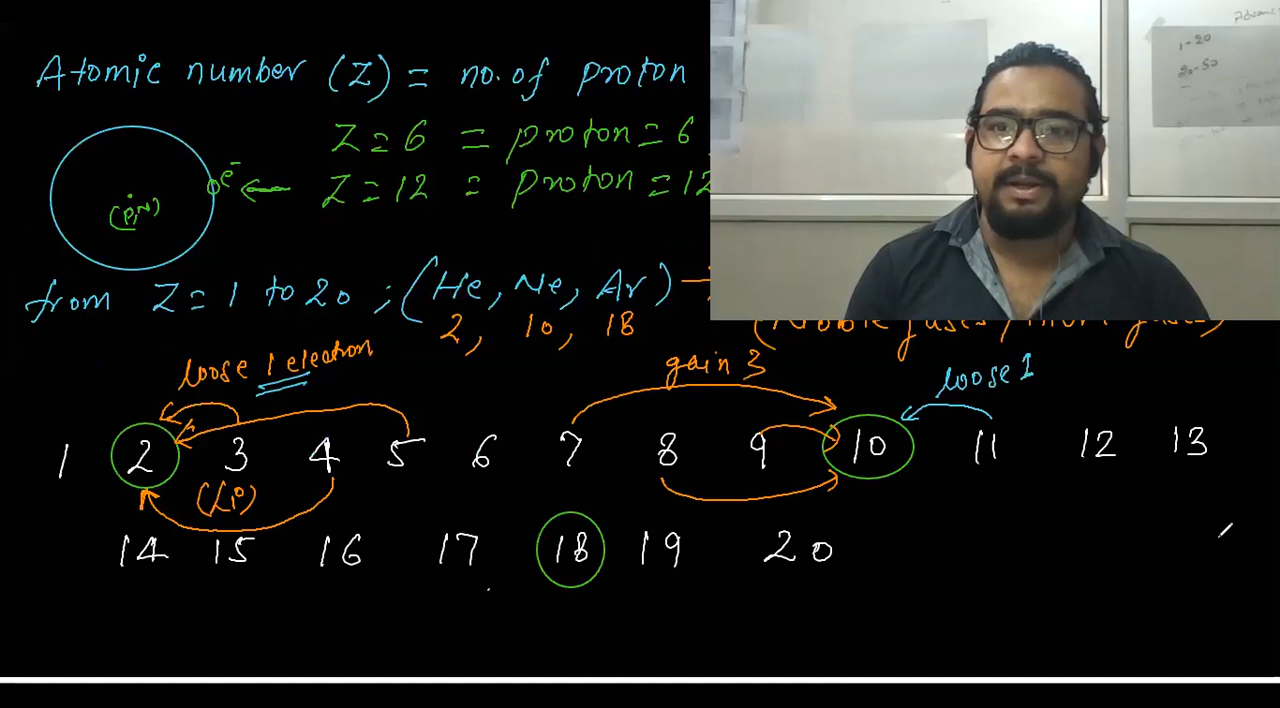 Atomic number (Z) = no. of proton
Z = 6 = proton = 6
e⁻ ← Z = 12 = proton = 12
(P,N)
from Z = 1 to 20 ; (He, Ne, Ar) →
2, 10, 18
loose 1 electron
gain 3
loose 1
1 2 3 4 5 6 7 8 9 10 11 12 13
(Li)
14 15 16 17 18 19 20
1-20
20-50